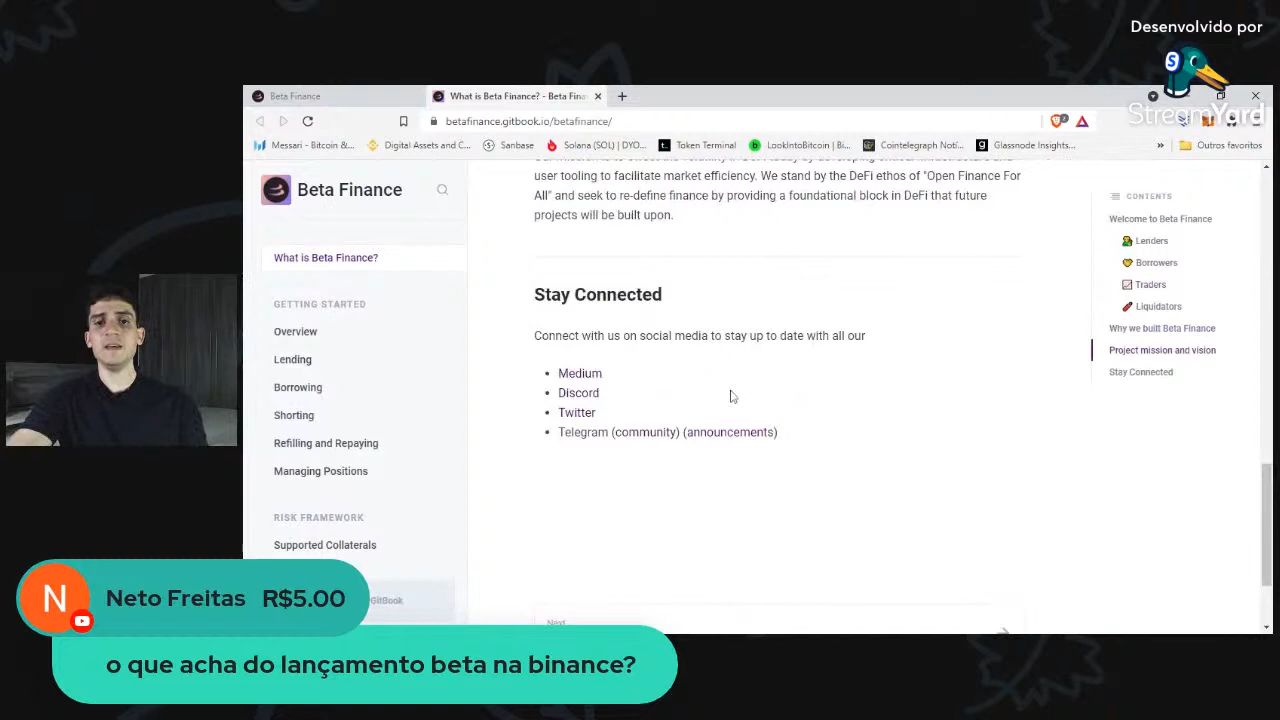 Desenvolvido por
StreamYard
Beta Finance
What is Beta Finance? - Beta Fina
betafinance.gitbook.io/betafinance/
Messari - Bitcoin &... Digital Assets and C... Sanbase Solana (SOL) | DYO... Token Terminal LookIntoBitcoin | Bi... Cointelegraph Notí... Glassnode Insights... » Outros favoritos
Beta Finance
What is Beta Finance?
GETTING STARTED
Overview
Lending
Borrowing
Shorting
Refilling and Repaying
Managing Positions
RISK FRAMEWORK
Supported Collaterals
GitBook
user tooling to facilitate market efficiency. We stand by the DeFi ethos of "Open Finance For
All" and seek to re-define finance by providing a foundational block in DeFi that future
projects will be built upon.
Stay Connected
Connect with us on social media to stay up to date with all our
Medium
Discord
Twitter
Telegram (community) (announcements)
Next
CONTENTS
Welcome to Beta Finance
Lenders
Borrowers
Traders
Liquidators
Why we built Beta Finance
Project mission and vision
Stay Connected
N
Neto Freitas R$5.00
o que acha do lançamento beta na binance?